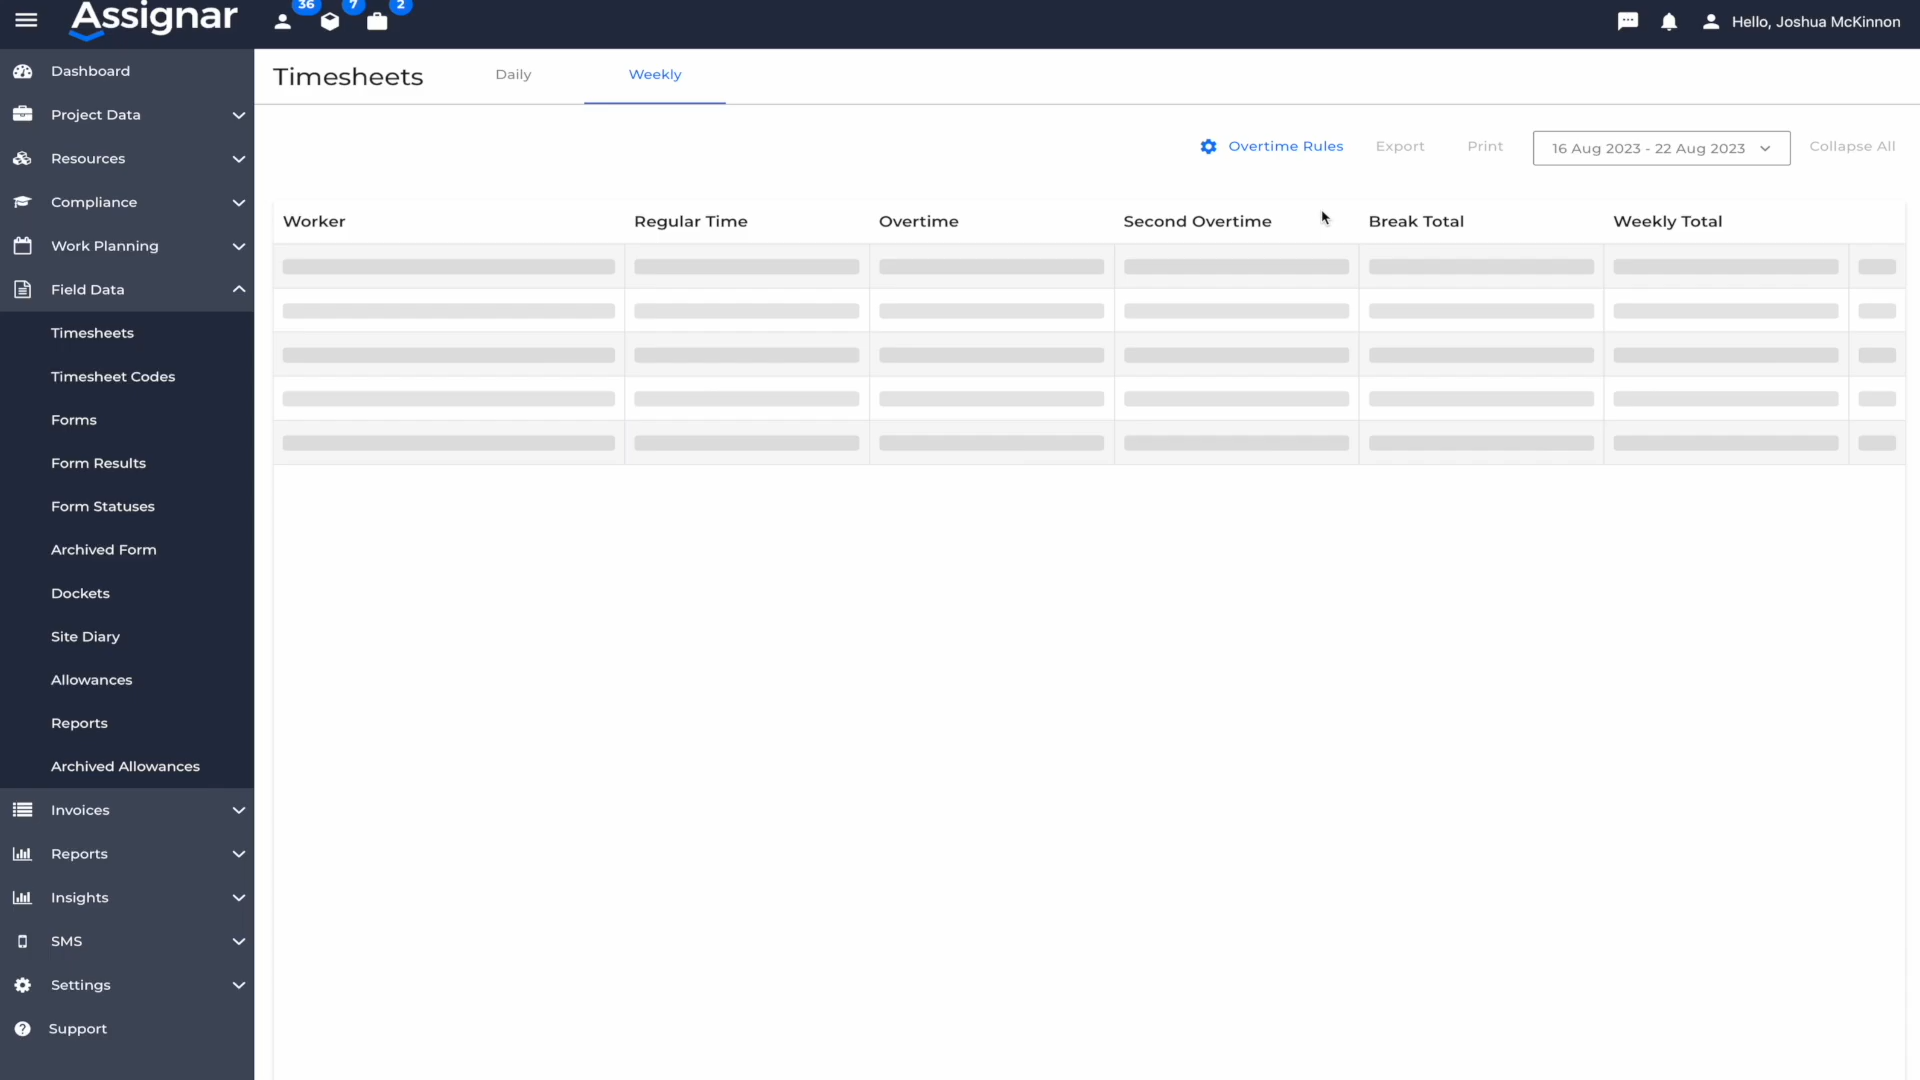 Assignar
36
7
2
Hello, Joshua McKinnon
Dashboard
Project Data
Resources
Compliance
Work Planning
Field Data
Timesheets
Timesheet Codes
Forms
Form Results
Form Statuses
Archived Form
Dockets
Site Diary
Allowances
Reports
Archived Allowances
Invoices
Reports
Insights
SMS
Settings
Support
Timesheets
Daily
Weekly
Overtime Rules
Export
Print
16 Aug 2023 - 22 Aug 2023
Collapse All
Worker
Regular Time
Overtime
Second Overtime
Break Total
Weekly Total